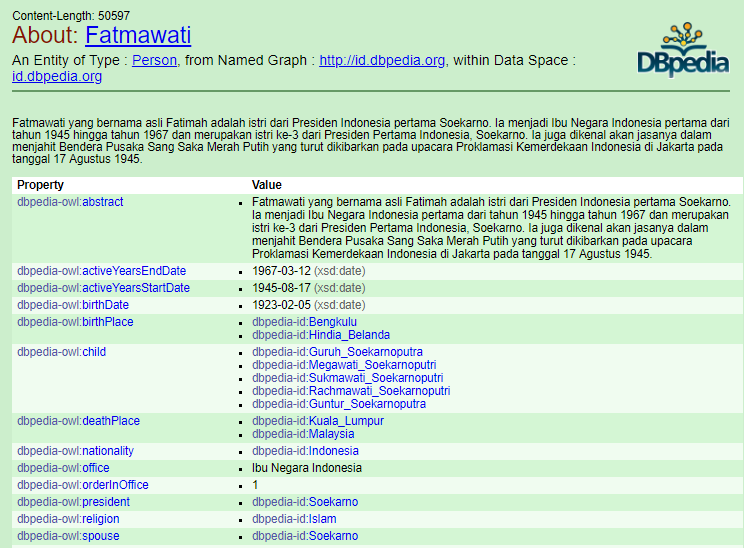 Content-Length: 50597
About: Fatmawati
An Entity of Type : Person, from Named Graph : http://id.dbpedia.org, within Data Space :
id.dbpedia.org
DBpedia
Fatmawati yang bernama asli Fatimah adalah istri dari Presiden Indonesia pertama Soekarno. Ia menjadi Ibu Negara Indonesia pertama dari
tahun 1945 hingga tahun 1967 dan merupakan istri ke-3 dari Presiden Pertama Indonesia, Soekarno. Ia juga dikenal akan jasanya dalam
menjahit Bendera Pusaka Sang Saka Merah Putih yang turut dikibarkan pada upacara Proklamasi Kemerdekaan Indonesia di Jakarta pada
tanggal 17 Agustus 1945.
Property Value
dbpedia-owl:abstract ▪ Fatmawati yang bernama asli Fatimah adalah istri dari Presiden Indonesia pertama Soekarno.
Ia menjadi Ibu Negara Indonesia pertama dari tahun 1945 hingga tahun 1967 dan merupakan
istri ke-3 dari Presiden Pertama Indonesia, Soekarno. Ia juga dikenal akan jasanya dalam
menjahit Bendera Pusaka Sang Saka Merah Putih yang turut dikibarkan pada upacara
Proklamasi Kemerdekaan Indonesia di Jakarta pada tanggal 17 Agustus 1945.
dbpedia-owl:activeYearsEndDate ▪ 1967-03-12 (xsd:date)
dbpedia-owl:activeYearsStartDate ▪ 1945-08-17 (xsd:date)
dbpedia-owl:birthDate ▪ 1923-02-05 (xsd:date)
dbpedia-owl:birthPlace ▪ dbpedia-id:Bengkulu
▪ dbpedia-id:Hindia_Belanda
dbpedia-owl:child ▪ dbpedia-id:Guruh_Soekarnoputra
▪ dbpedia-id:Megawati_Soekarnoputri
▪ dbpedia-id:Sukmawati_Soekarnoputri
▪ dbpedia-id:Rachmawati_Soekarnoputri
▪ dbpedia-id:Guntur_Soekarnoputra
dbpedia-owl:deathPlace ▪ dbpedia-id:Kuala_Lumpur
▪ dbpedia-id:Malaysia
dbpedia-owl:nationality ▪ dbpedia-id:Indonesia
dbpedia-owl:office ▪ Ibu Negara Indonesia
dbpedia-owl:orderInOffice ▪ 1
dbpedia-owl:president ▪ dbpedia-id:Soekarno
dbpedia-owl:religion ▪ dbpedia-id:Islam
dbpedia-owl:spouse ▪ dbpedia-id:Soekarno